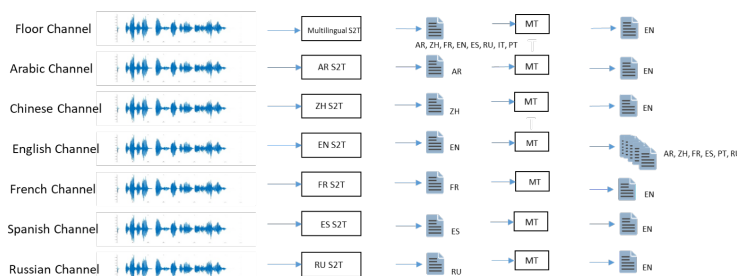 Floor Channel Multilingual S2T MT EN
AR, ZH, FR, EN, ES, RU, IT, PT
Arabic Channel AR S2T AR MT EN
Chinese Channel ZH S2T ZH MT EN
English Channel EN S2T EN MT AR, ZH, FR, ES, PT, RU
French Channel FR S2T FR MT EN
Spanish Channel ES S2T ES MT EN
Russian Channel RU S2T RU MT EN